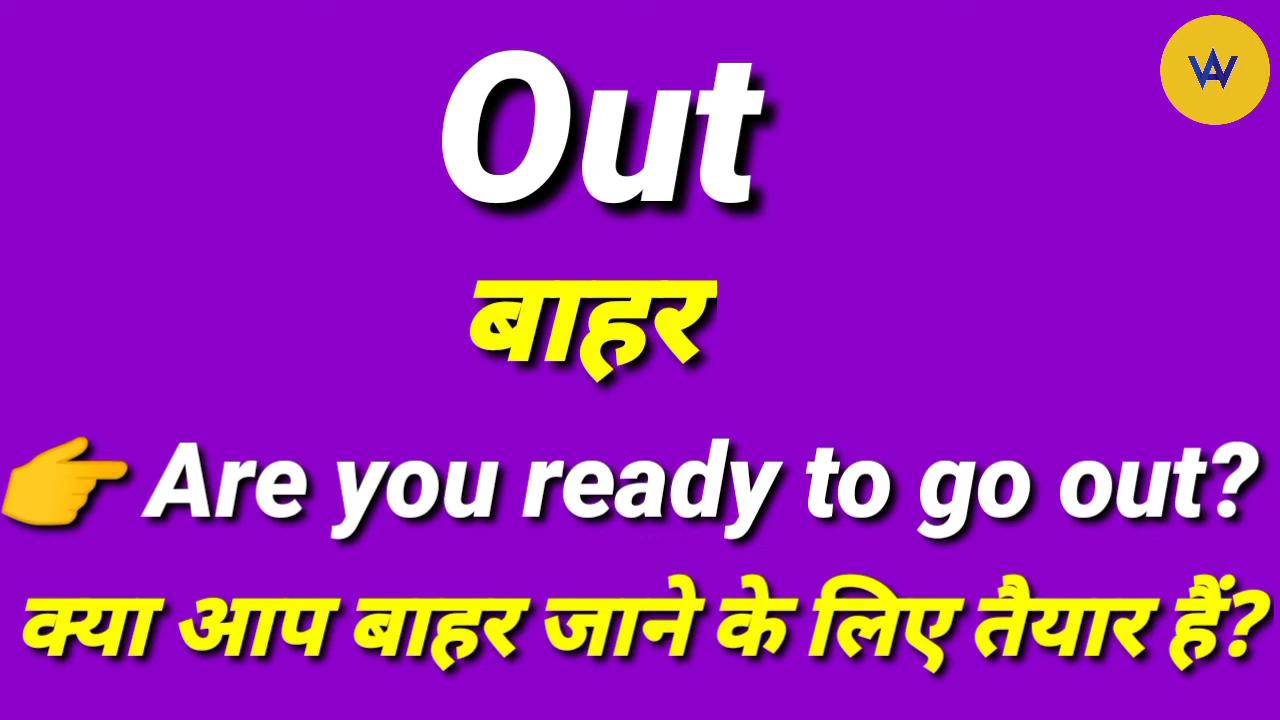 Out
बाहर
👉 Are you ready to go out?
क्या आप बाहर जाने के लिए तैयार हैं?